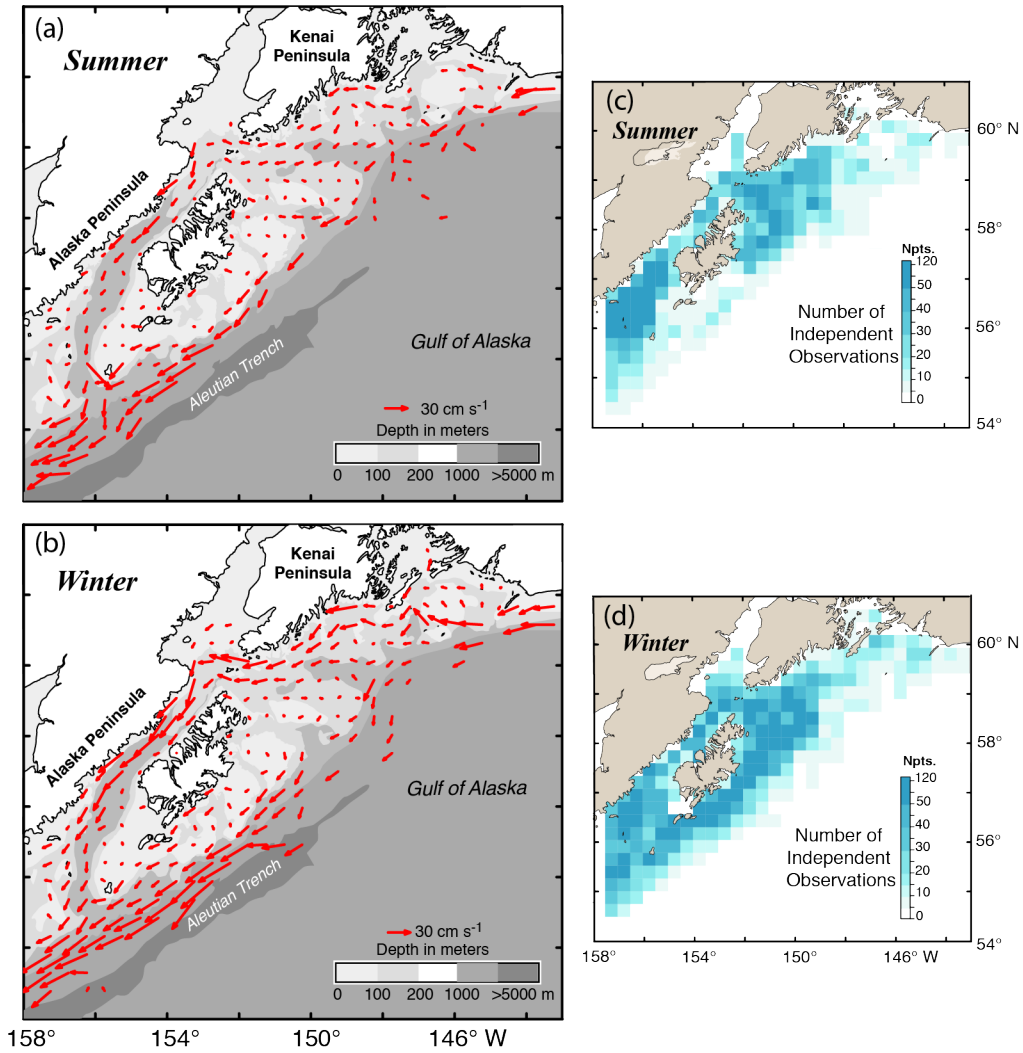 (a)
Summer
Kenai
Peninsula
Alaska Peninsula
Gulf of Alaska
Aleutian Trench
30 cm s-1
Depth in meters
0 100 200 1000 >5000 m
(b)
Winter
Kenai
Peninsula
Alaska Peninsula
Gulf of Alaska
Aleutian Trench
30 cm s-1
Depth in meters
0 100 200 1000 >5000 m
158° 154° 150° 146° W
(c)
Summer
60° N
58°
56°
54°
Npts.
120
50
40
30
20
10
0
Number of
Independent
Observations
(d)
Winter
60° N
58°
56°
54°
Npts.
120
50
40
30
20
10
0
Number of
Independent
Observations
158° 154° 150° 146° W